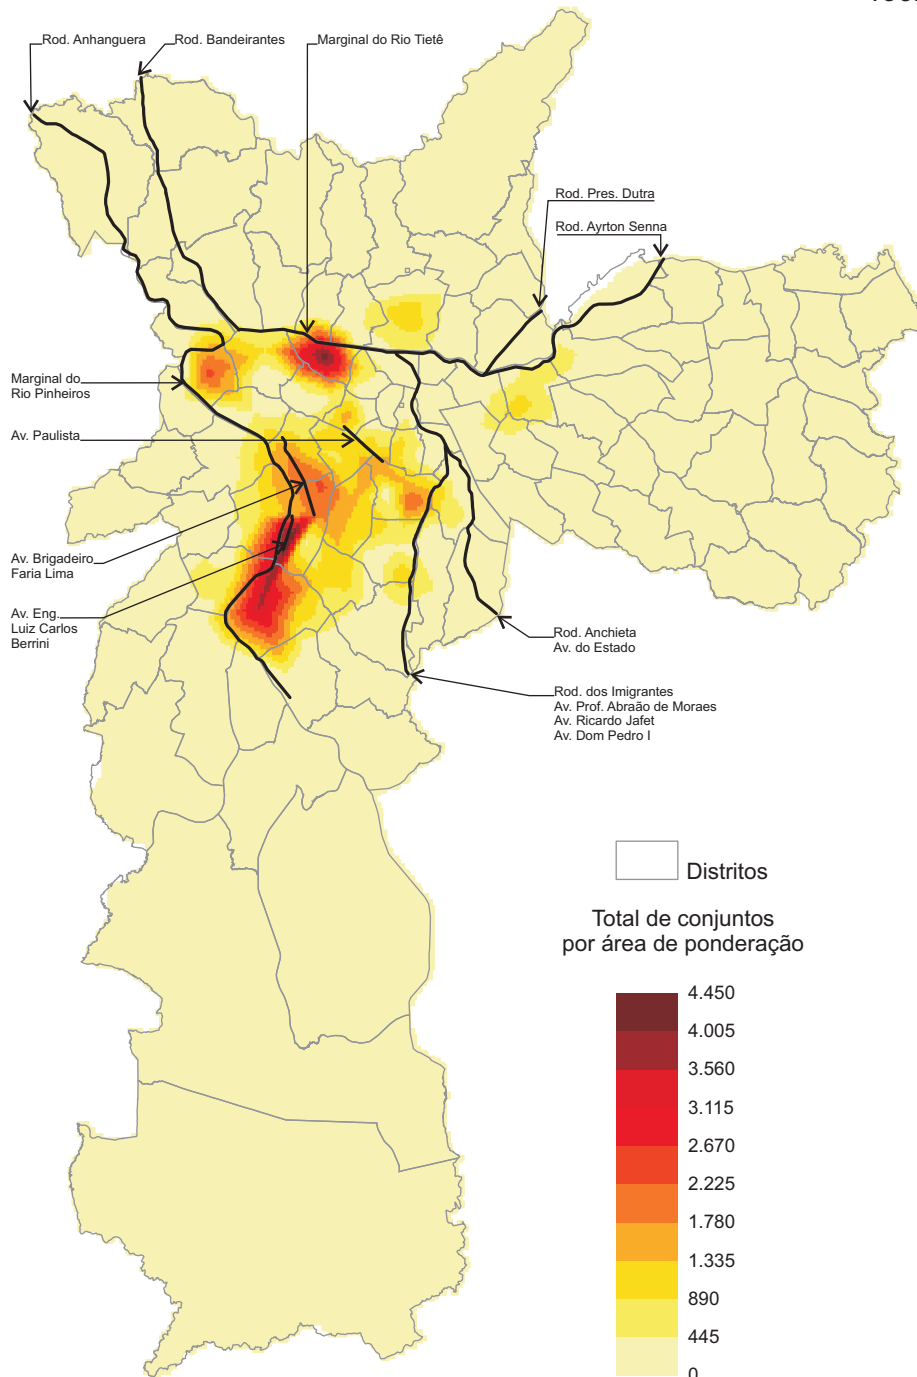 Rod. Anhanguera
Rod. Bandeirantes
Marginal do Rio Tietê
Rod. Pres. Dutra
Rod. Ayrton Senna
Marginal do
Rio Pinheiros
Av. Paulista
Av. Brigadeiro
Faria Lima
Av. Eng.
Luiz Carlos
Berrini
Rod. Anchieta
Av. do Estado
Rod. dos Imigrantes
Av. Prof. Abraão de Moraes
Av. Ricardo Jafet
Av. Dom Pedro I
Distritos
Total de conjuntos
por área de ponderação
4.450
4.005
3.560
3.115
2.670
2.225
1.780
1.335
890
445
0